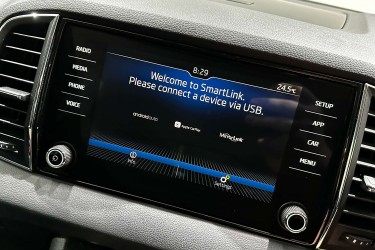 8:29
24.5°C
Welcome to SmartLink.
Please connect a device via USB.
androidauto
Apple CarPlay
MirrorLink
Info
Settings
RADIO
MEDIA
PHONE
VOICE
SETUP
APP
CAR
MENU